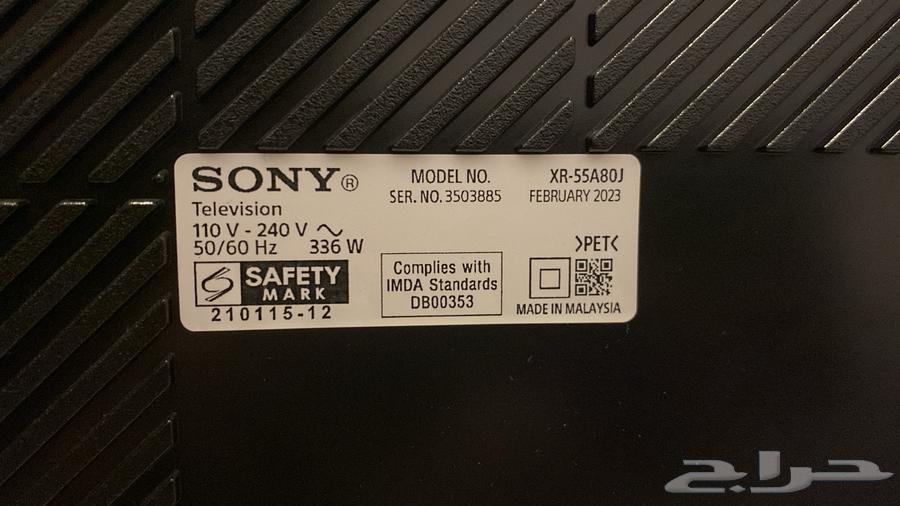 SONY®
Television
110 V - 240 V ~
50/60 Hz 336 W
SAFETY
MARK
210115-12
MODEL NO. XR-55A80J
SER. NO. 3503885 FEBRUARY 2023
Complies with
IMDA Standards
DB00353
>PET<
MADE IN MALAYSIA
حراج